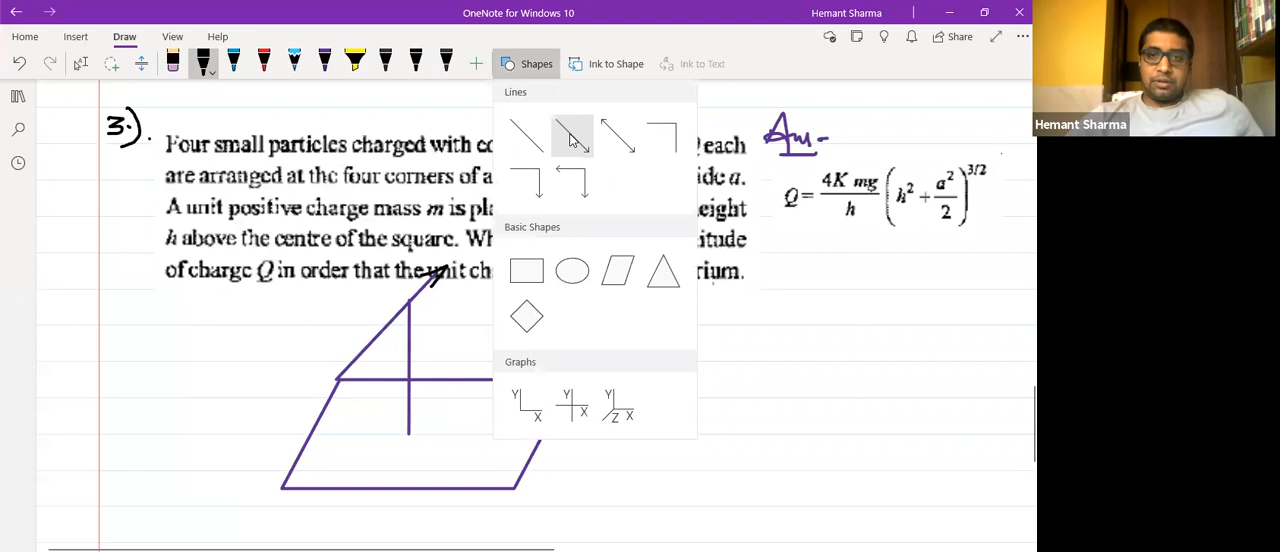 OneNote for Windows 10
Hemant Sharma
Home Insert Draw View Help
Share
Shapes
Ink to Shape
Ink to Text
Lines
Basic Shapes
Graphs
Y X Y X Y Z X
3.).
Four small particles charged with
each
are arranged at the four corners of a
ide a.
A unit positive charge mass m is pla
eight
h above the centre of the square. Wh
itude
of charge Q in order that the unit ch
rium.
Ans-
Q = 4K mg / h (h² + a²/2)^3/2
Hemant Sharma